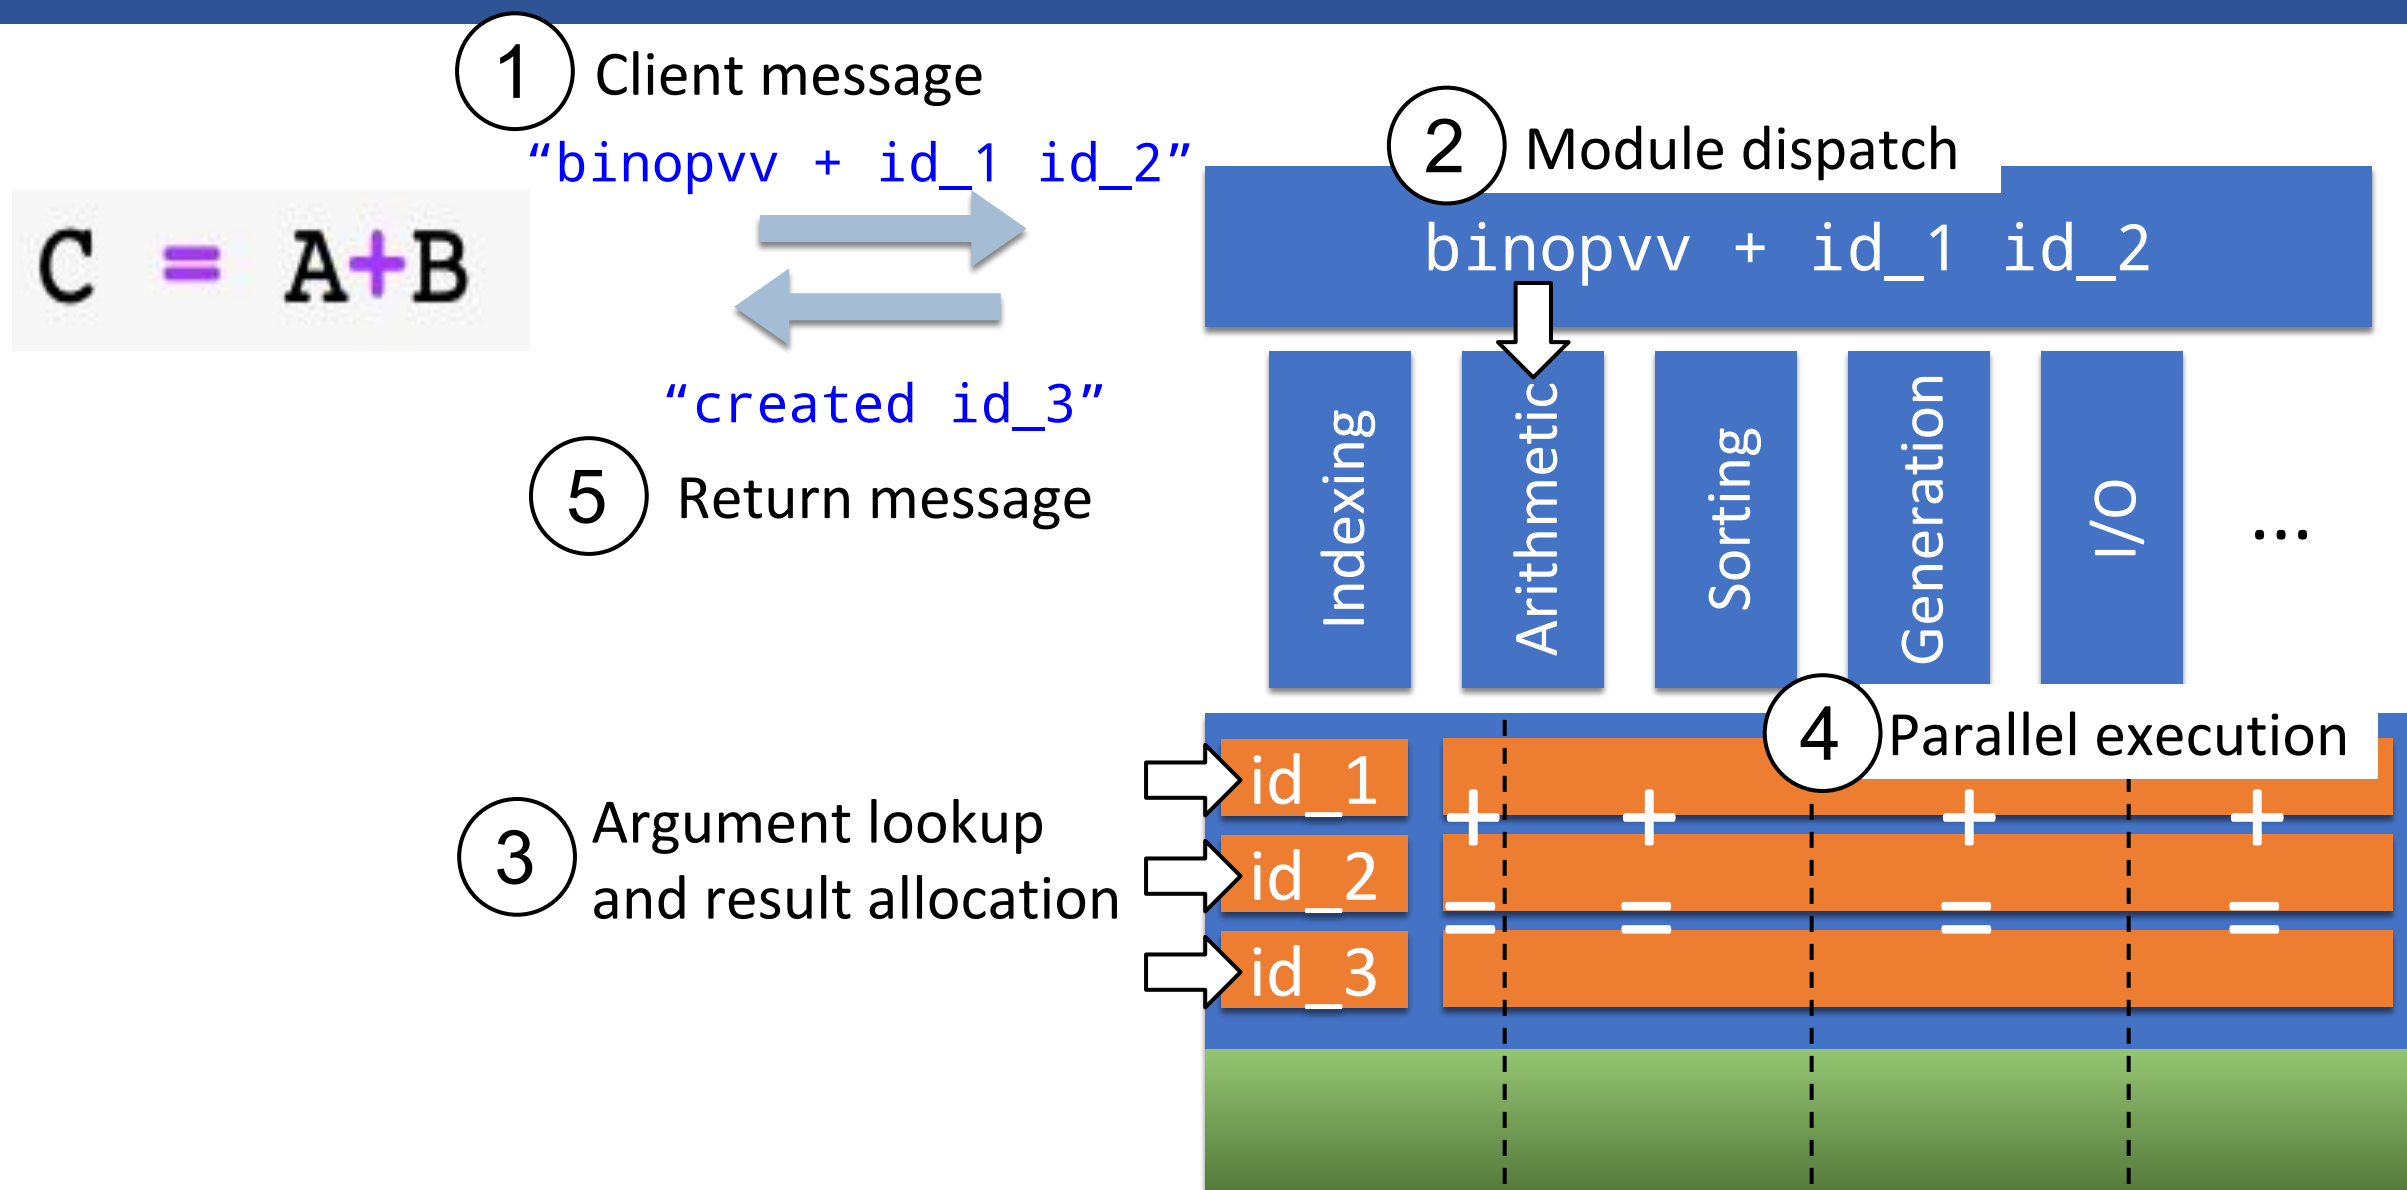 1 Client message
“binopvv + id_1 id_2”
C = A+B
“created id_3”
5 Return message
2 Module dispatch
binopvv + id_1 id_2
Indexing
Arithmetic
Sorting
Generation
I/O
...
3 Argument lookup
and result allocation
4 Parallel execution
id_1
+ + + +
id_2
= = = =
id_3